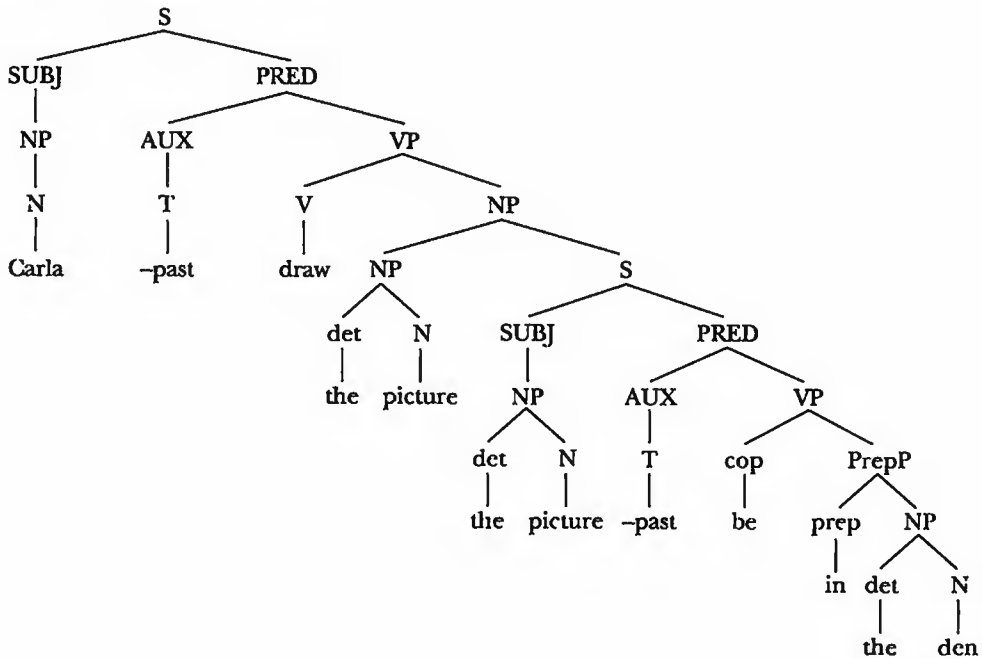 S
SUBJ PRED
NP AUX VP
N T V NP
Carla –past draw NP S
det N SUBJ PRED
the picture NP AUX VP
det N T cop PrepP
the picture –past be prep NP
in det N
the den